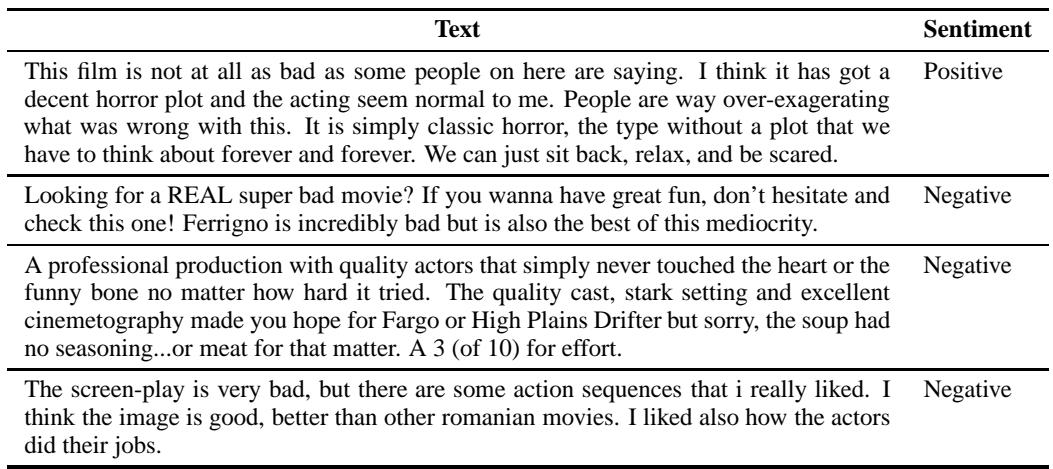 Text Sentiment
This film is not at all as bad as some people on here are saying. I think it has got a Positive
decent horror plot and the acting seem normal to me. People are way over-exagerating
what was wrong with this. It is simply classic horror, the type without a plot that we
have to think about forever and forever. We can just sit back, relax, and be scared.
Looking for a REAL super bad movie? If you wanna have great fun, don't hesitate and Negative
check this one! Ferrigno is incredibly bad but is also the best of this mediocrity.
A professional production with quality actors that simply never touched the heart or the Negative
funny bone no matter how hard it tried. The quality cast, stark setting and excellent
cinemetography made you hope for Fargo or High Plains Drifter but sorry, the soup had
no seasoning...or meat for that matter. A 3 (of 10) for effort.
The screen-play is very bad, but there are some action sequences that i really liked. I Negative
think the image is good, better than other romanian movies. I liked also how the actors
did their jobs.